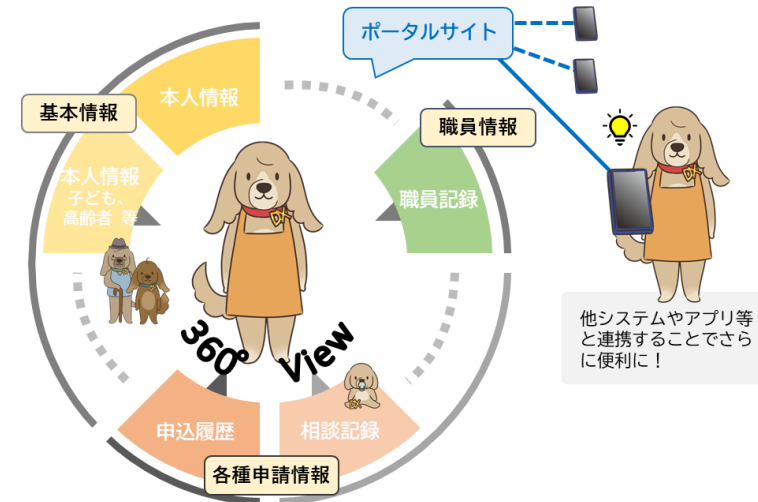 ポータルサイト
本人情報
基本情報
職員情報
本人情報
子ども、
高齢者 等
職員記録
DX
DX
360°
View
他システムやアプリ等
と連携することでさら
に便利に！
申込履歴
相談記録
各種申請情報